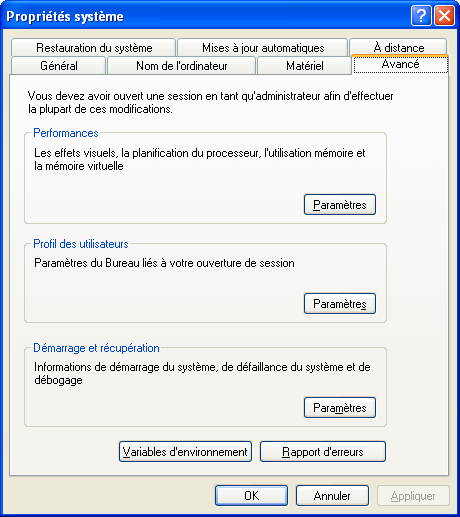 Propriétés système
Restauration du système
Mises à jour automatiques
À distance
Général
Nom de l'ordinateur
Matériel
Avancé
Vous devez avoir ouvert une session en tant qu'administrateur afin d'effectuer
la plupart de ces modifications.
Performances
Les effets visuels, la planification du processeur, l'utilisation mémoire et
la mémoire virtuelle
Paramètres
Profil des utilisateurs
Paramètres du Bureau liés à votre ouverture de session
Paramètres
Démarrage et récupération
Informations de démarrage du système, de défaillance du système et de
débogage
Paramètres
Variables d'environnement
Rapport d'erreurs
OK
Annuler
Appliquer